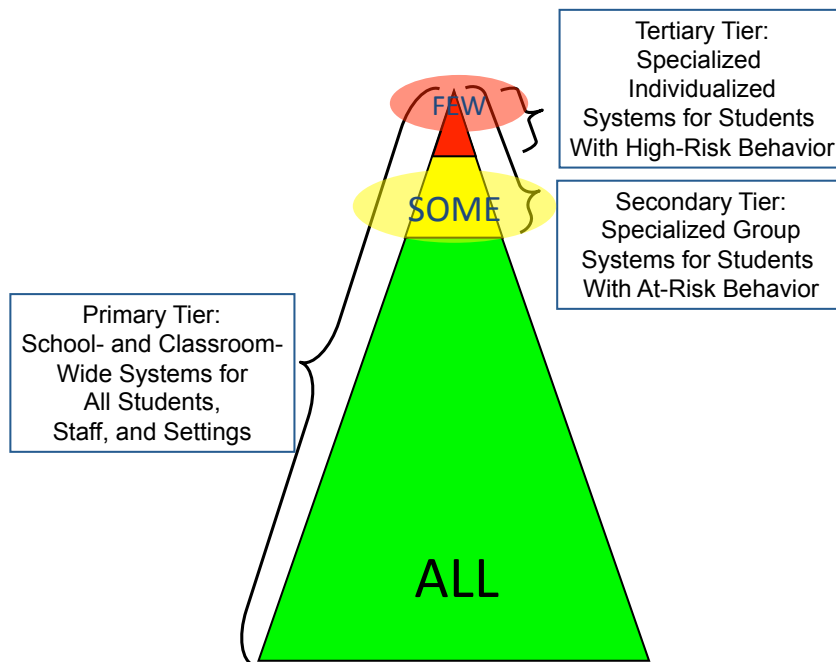 Tertiary Tier:
Specialized
Individualized
Systems for Students
With High-Risk Behavior
FEW
SOME
Secondary Tier:
Specialized Group
Systems for Students
With At-Risk Behavior
Primary Tier:
School- and Classroom-
Wide Systems for
All Students,
Staff, and Settings
ALL